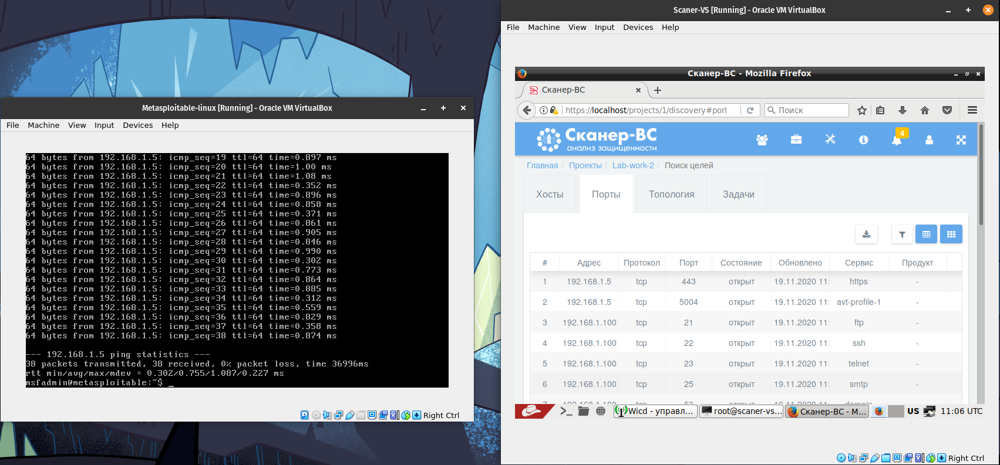 Metasploitable-linux [Running] - Oracle VM VirtualBox
File Machine View Input Devices Help
64 bytes from 192.168.1.5: icmp_seq=19 ttl=64 time=0.897 ms
64 bytes from 192.168.1.5: icmp_seq=20 ttl=64 time=1.00 ms
64 bytes from 192.168.1.5: icmp_seq=21 ttl=64 time=1.08 ms
64 bytes from 192.168.1.5: icmp_seq=22 ttl=64 time=0.352 ms
64 bytes from 192.168.1.5: icmp_seq=23 ttl=64 time=0.896 ms
64 bytes from 192.168.1.5: icmp_seq=24 ttl=64 time=0.858 ms
64 bytes from 192.168.1.5: icmp_seq=25 ttl=64 time=0.371 ms
64 bytes from 192.168.1.5: icmp_seq=26 ttl=64 time=0.861 ms
64 bytes from 192.168.1.5: icmp_seq=27 ttl=64 time=0.905 ms
64 bytes from 192.168.1.5: icmp_seq=28 ttl=64 time=0.846 ms
64 bytes from 192.168.1.5: icmp_seq=29 ttl=64 time=0.990 ms
64 bytes from 192.168.1.5: icmp_seq=30 ttl=64 time=0.302 ms
64 bytes from 192.168.1.5: icmp_seq=31 ttl=64 time=0.773 ms
64 bytes from 192.168.1.5: icmp_seq=32 ttl=64 time=0.864 ms
64 bytes from 192.168.1.5: icmp_seq=33 ttl=64 time=0.885 ms
64 bytes from 192.168.1.5: icmp_seq=34 ttl=64 time=0.312 ms
64 bytes from 192.168.1.5: icmp_seq=35 ttl=64 time=0.559 ms
64 bytes from 192.168.1.5: icmp_seq=36 ttl=64 time=0.829 ms
64 bytes from 192.168.1.5: icmp_seq=37 ttl=64 time=0.358 ms
64 bytes from 192.168.1.5: icmp_seq=38 ttl=64 time=0.874 ms
--- 192.168.1.5 ping statistics ---
38 packets transmitted, 38 received, 0% packet loss, time 36996ms
rtt min/avg/max/mdev = 0.302/0.755/1.087/0.227 ms
msfadmin@metasploitable:~$ _
Right Ctrl
Scaner-VS [Running] - Oracle VM VirtualBox
File Machine View Input Devices Help
Сканер-ВС - Mozilla Firefox
Сканер-ВС
https://localhost/projects/1/discovery#port
Поиск
Сканер-ВС
анализ защищенности
4
Главная / Проекты / Lab-work-2 / Поиск целей
Хосты Порты Топология Задачи
# Адрес Протокол Порт Состояние Обновлено Сервис Продукт
1 192.168.1.5 tcp 443 открыт 19.11.2020 11: https -
2 192.168.1.5 tcp 5004 открыт 19.11.2020 11: avt-profile-1 -
3 192.168.1.100 tcp 21 открыт 19.11.2020 11: ftp -
4 192.168.1.100 tcp 22 открыт 19.11.2020 11: ssh -
5 192.168.1.100 tcp 23 открыт 19.11.2020 11: telnet -
6 192.168.1.100 tcp 25 открыт 19.11.2020 11: smtp -
7 192.168.1.100 tcp 53 открыт 19.11.2020 11: domain -
Wicd - управл... root@scaner-vs... Сканер-ВС - M... US 11:06 UTC
Right Ctrl